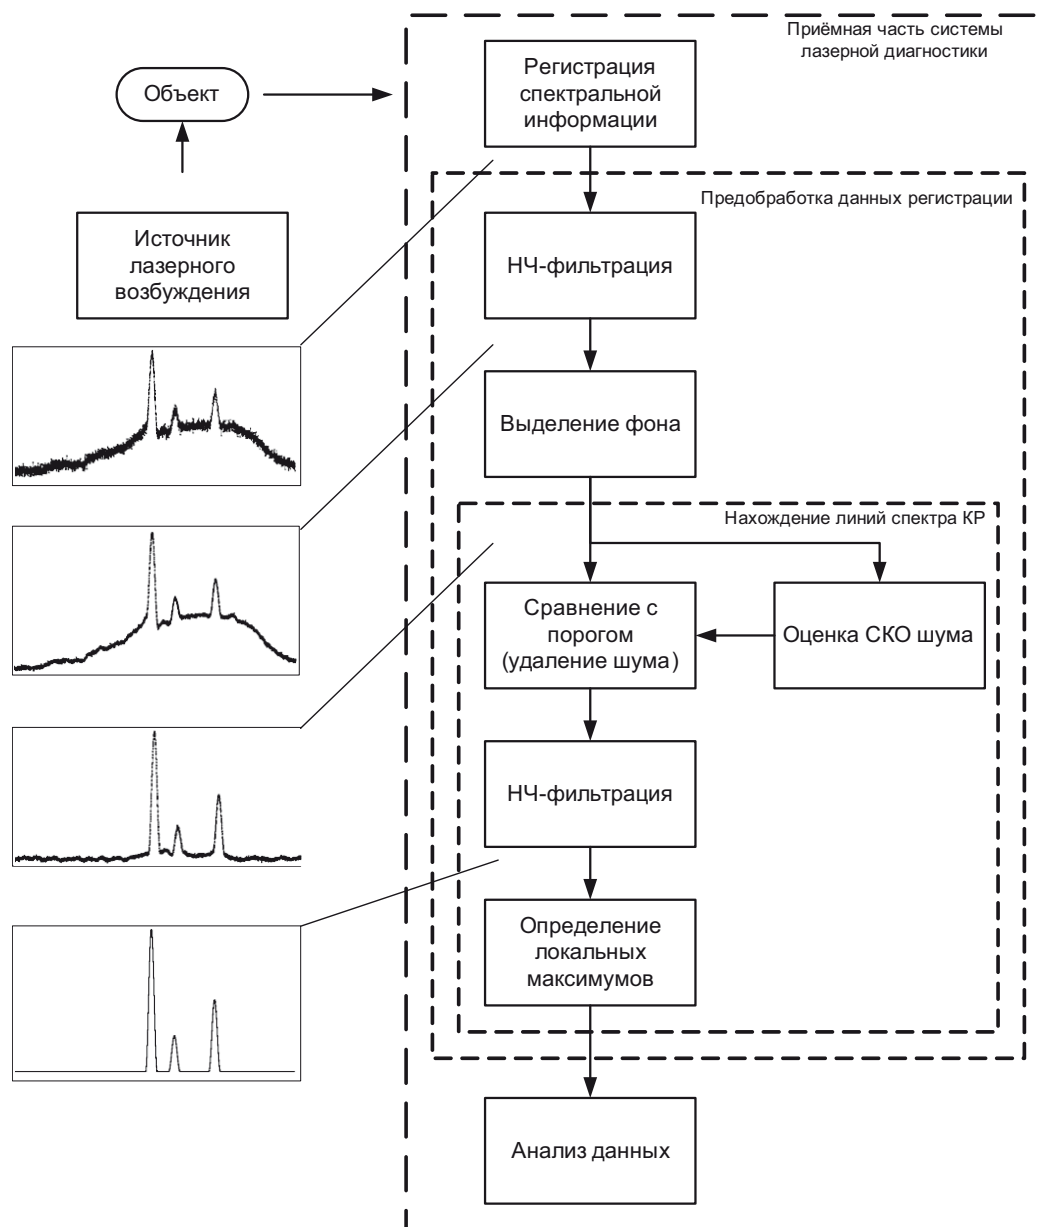 Приёмная часть системы
лазерной диагностики
Объект
Регистрация
спектральной
информации
Источник
лазерного
возбуждения
Предобработка данных регистрации
НЧ-фильтрация
Выделение фона
Нахождение линий спектра КР
Сравнение с
порогом
(удаление шума)
Оценка СКО шума
НЧ-фильтрация
Определение
локальных
максимумов
Анализ данных